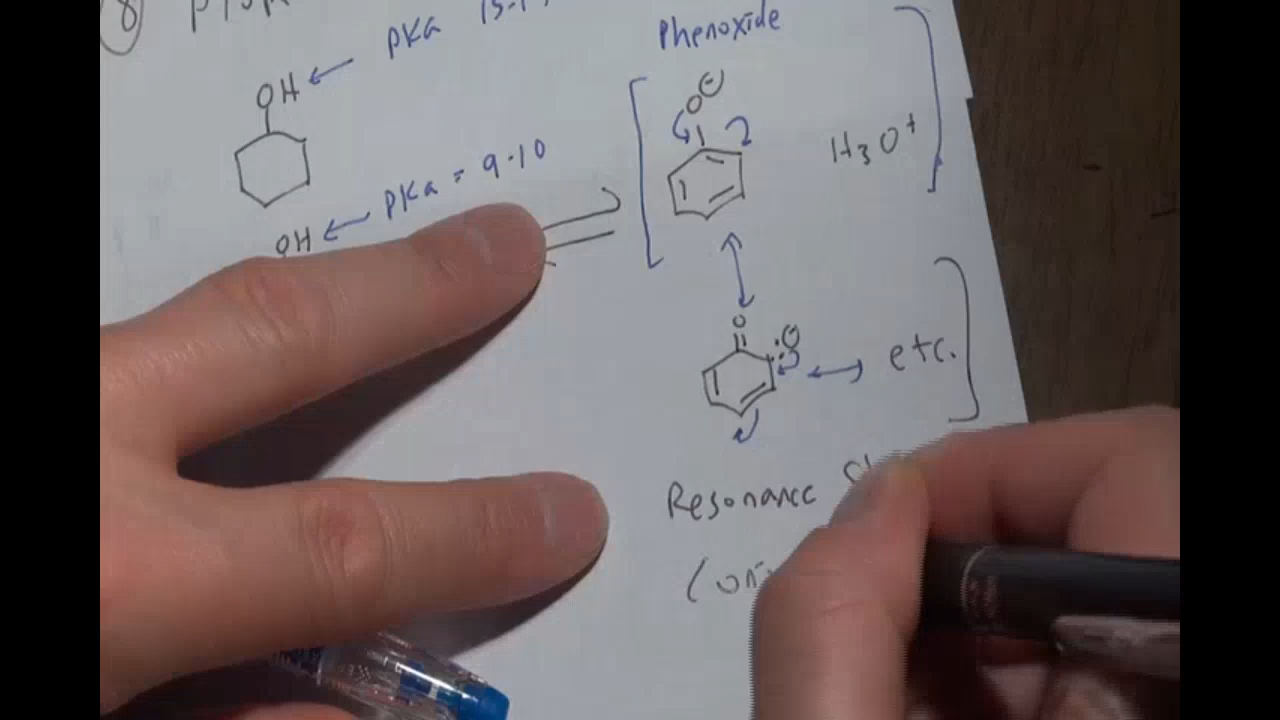 8
pKa
Phenoxide
OH
O⊖
pKa = 9-10
H3O+
OH
O
:⊖
etc.
Resonance